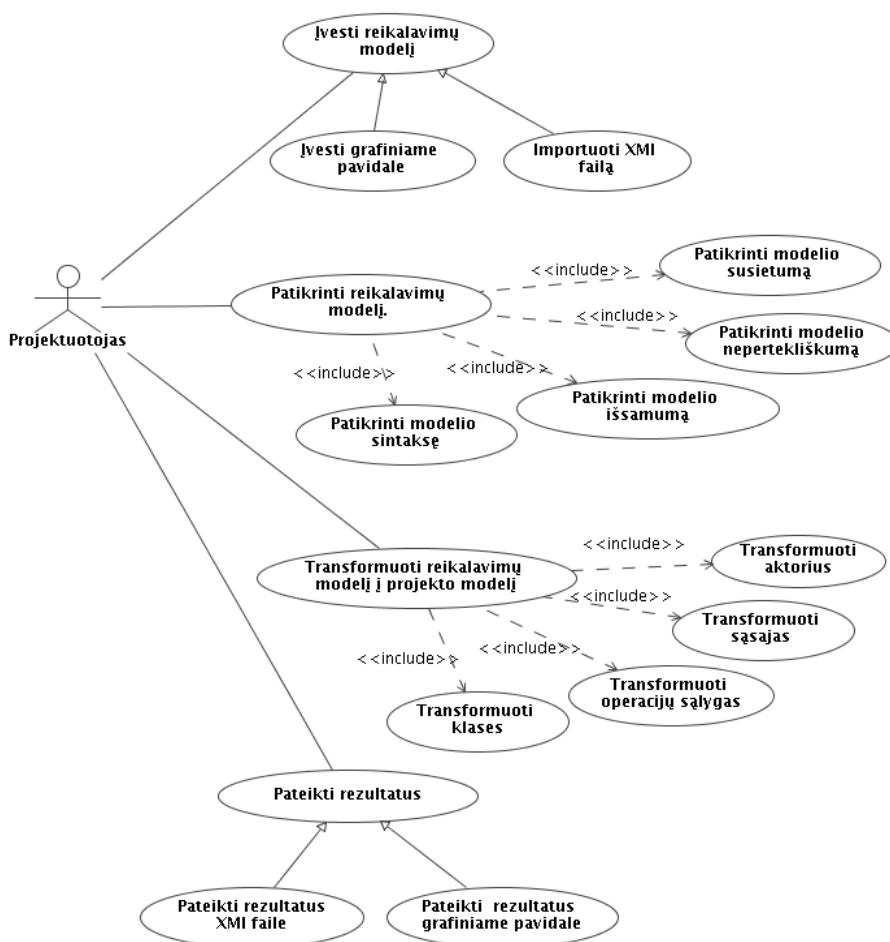 Įvesti reikalavimų
modelį
Įvesti grafiniame
pavidale
Importuoti XMI
failą
Projektuotojas
Patikrinti reikalavimų
modelį.
<<include>>
Patikrinti modelio
susietumą
<<include>>
Patikrinti modelio
nepertekliškumą
<<include>>
Patikrinti modelio
išsamumą
<<include>>
Patikrinti modelio
sintaksę
Transformuoti reikalavimų
modelį į projekto modelį
<<include>>
Transformuoti
aktorius
<<include>>
Transformuoti
sąsajas
<<include>>
Transformuoti
operacijų sąlygas
<<include>>
Transformuoti
klases
Pateikti rezultatus
Pateikti rezultatus
XMI faile
Pateikti rezultatus
grafiniame pavidale